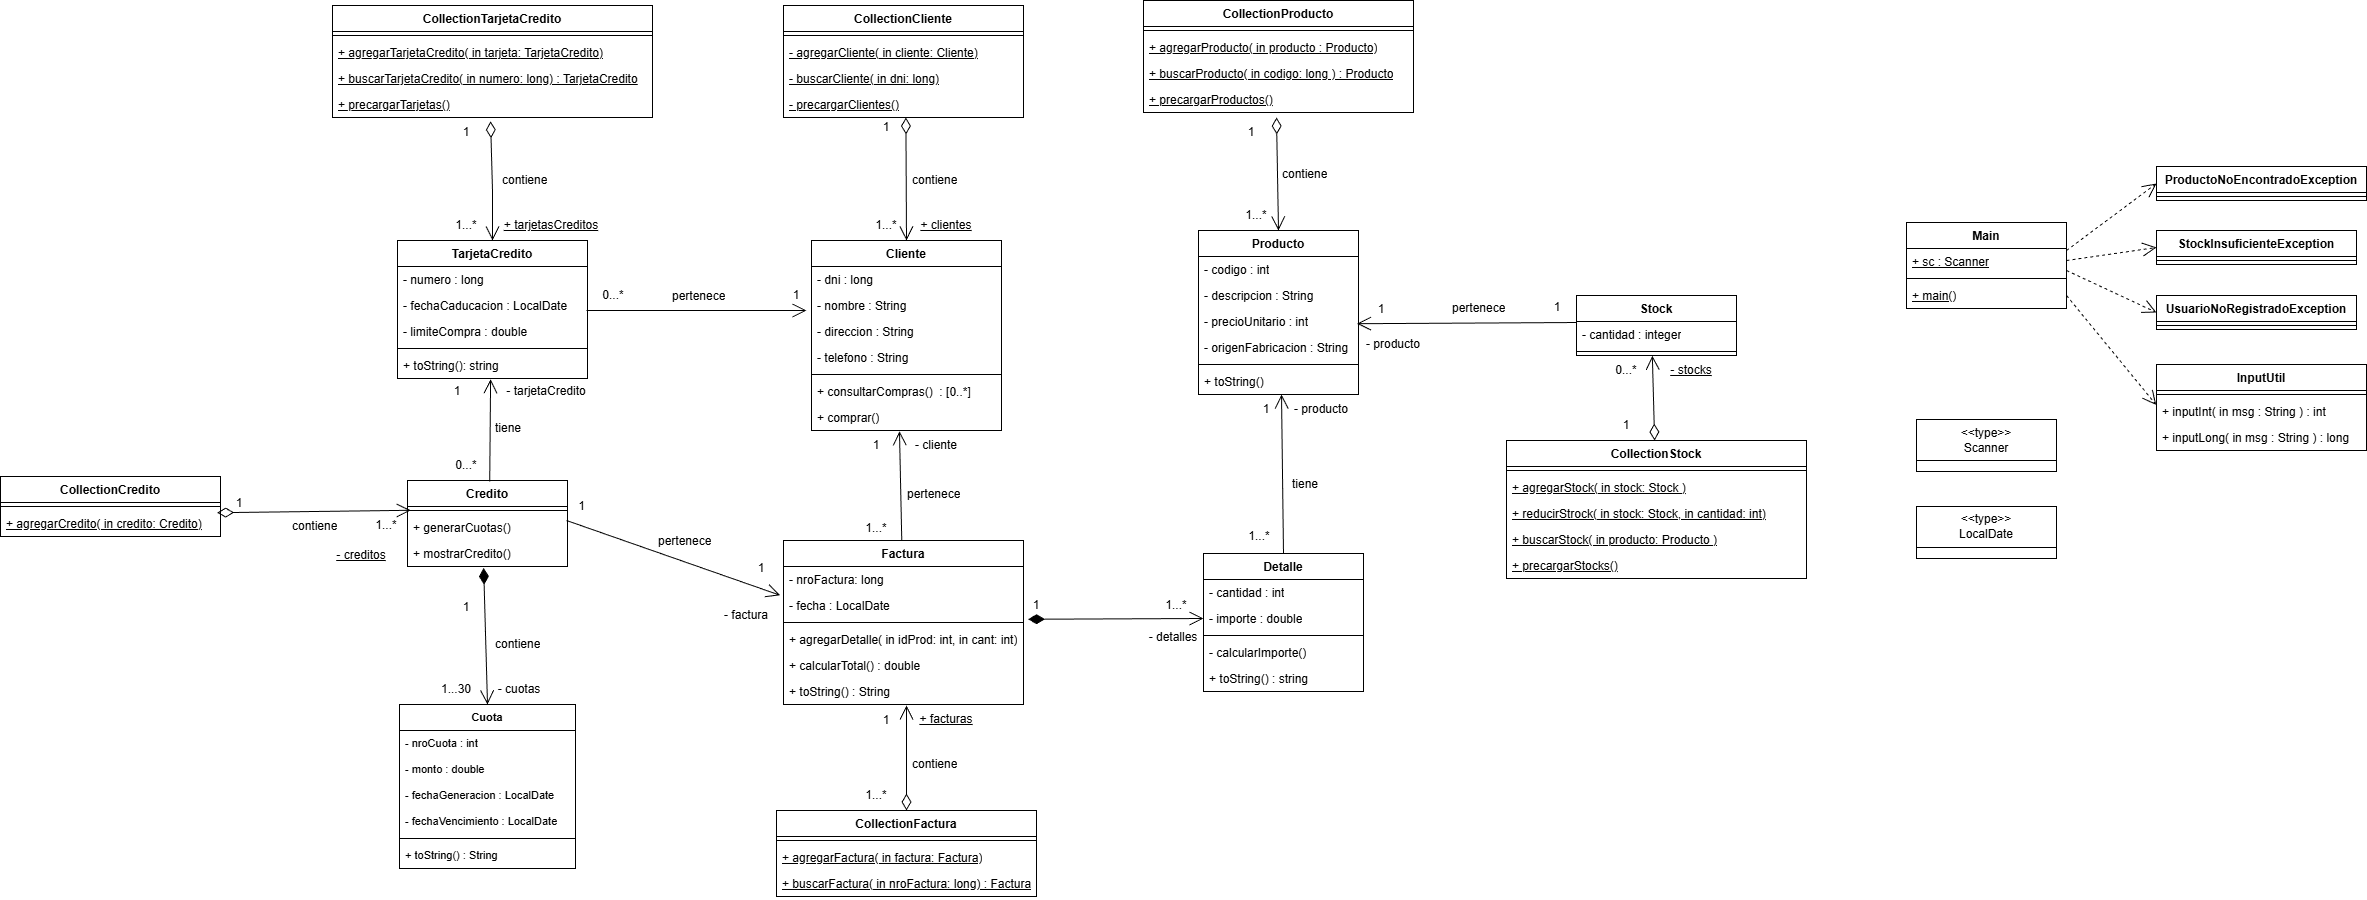 CollectionTarjetaCredito
+ agregarTarjetaCredito( in tarjeta: TarjetaCredito)
+ buscarTarjetaCredito( in numero: long) : TarjetaCredito
+ precargarTarjetas()
1
contiene
1...*
+ tarjetasCreditos
CollectionCliente
- agregarCliente( in cliente: Cliente)
- buscarCliente( in dni: long)
- precargarClientes()
1
contiene
1...*
+ clientes
CollectionProducto
+ agregarProducto( in producto : Producto)
+ buscarProducto( in codigo: long ) : Producto
+ precargarProductos()
1
contiene
1...*
TarjetaCredito
- numero : long
- fechaCaducacion : LocalDate
- limiteCompra : double
+ toString(): string
0...*
pertenece
1
Cliente
- dni : long
- nombre : String
- direccion : String
- telefono : String
+ consultarCompras()  : [0..*]
+ comprar()
Producto
- codigo : int
- descripcion : String
- precioUnitario : int
- origenFabricacion : String
+ toString()
1
pertenece
1
- producto
Stock
- cantidad : integer
0...*
- stocks
1
CollectionStock
+ agregarStock( in stock: Stock )
+ reducirStrock( in stock: Stock, in cantidad: int)
+ buscarStock( in producto: Producto )
+ precargarStocks()
Main
+ sc : Scanner
+ main()
ProductoNoEncontradoException
StockInsuficienteException
UsuarioNoRegistradoException
InputUtil
+ inputInt( in msg : String ) : int
+ inputLong( in msg : String ) : long
<<type>>
Scanner
<<type>>
LocalDate
1
- tarjetaCredito
tiene
0...*
CollectionCredito
+ agregarCredito( in credito: Credito)
1
contiene
1...*
- creditos
Credito
+ generarCuotas()
+ mostrarCredito()
1
pertenece
1
- factura
1
contiene
1...30
- cuotas
Cuota
- nroCuota : int
- monto : double
- fechaGeneracion : LocalDate
- fechaVencimiento : LocalDate
+ toString() : String
1
- cliente
pertenece
1...*
Factura
- nroFactura: long
- fecha : LocalDate
+ agregarDetalle( in idProd: int, in cant: int)
+ calcularTotal() : double
+ toString() : String
1
1...*
- detalles
1
- producto
tiene
1...*
Detalle
- cantidad : int
- importe : double
- calcularImporte()
+ toString() : string
1
+ facturas
contiene
1...*
CollectionFactura
+ agregarFactura( in factura: Factura)
+ buscarFactura( in nroFactura: long) : Factura